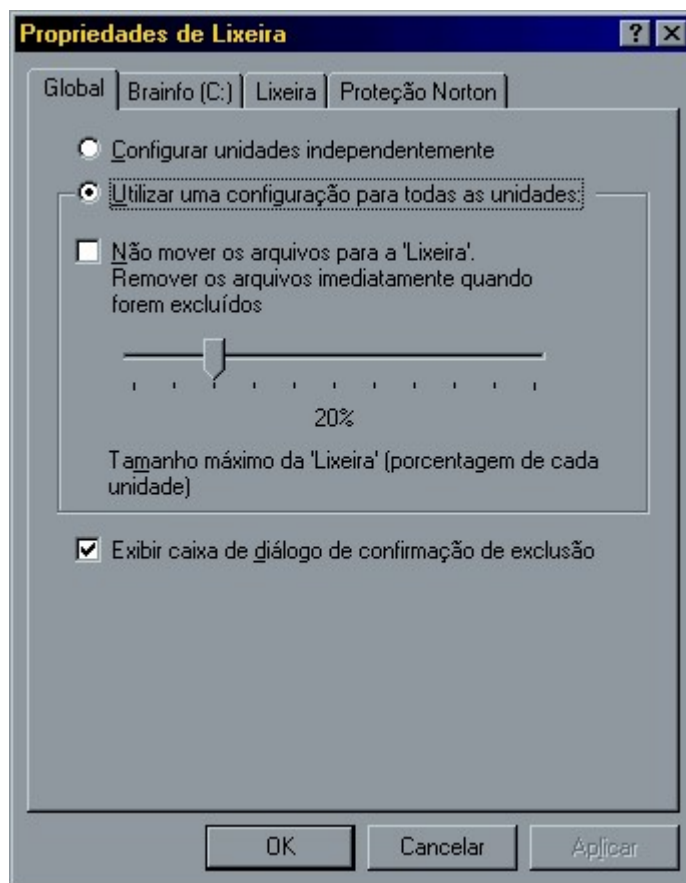 Propriedades de Lixeira
Global Brainfo (C:) Lixeira Proteção Norton
Configurar unidades independentemente
Utilizar uma configuração para todas as unidades:
Não mover os arquivos para a 'Lixeira'.
Remover os arquivos imediatamente quando
forem excluídos
20%
Tamanho máximo da 'Lixeira' (porcentagem de cada
unidade)
Exibir caixa de diálogo de confirmação de exclusão
OK Cancelar Aplicar